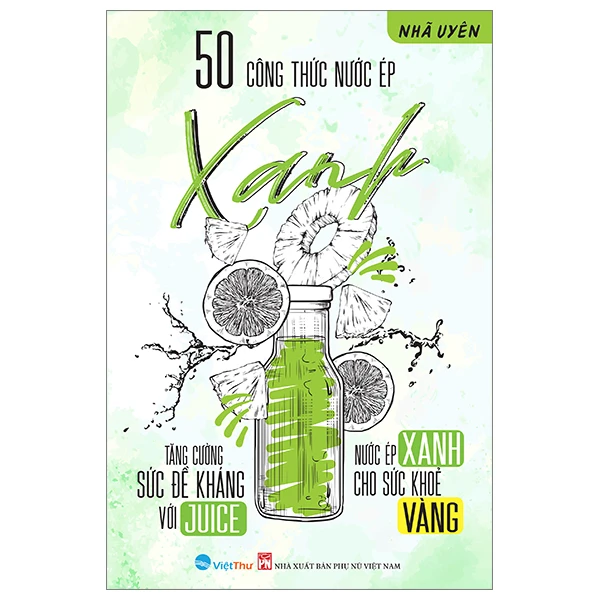 NHÃ UYÊN
50 CÔNG THỨC NƯỚC ÉP
Xanh
TĂNG CƯỜNG
SỨC ĐỀ KHÁNG
VỚI JUICE
NƯỚC ÉP XANH
CHO SỨC KHOẺ
VÀNG
ViệtThư PN NHÀ XUẤT BẢN PHỤ NỮ VIỆT NAM